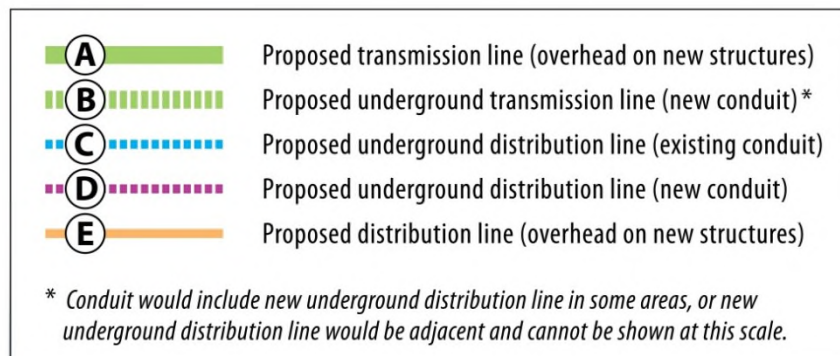 A Proposed transmission line (overhead on new structures)
B Proposed underground transmission line (new conduit)*
C Proposed underground distribution line (existing conduit)
D Proposed underground distribution line (new conduit)
E Proposed distribution line (overhead on new structures)
* Conduit would include new underground distribution line in some areas, or new
underground distribution line would be adjacent and cannot be shown at this scale.